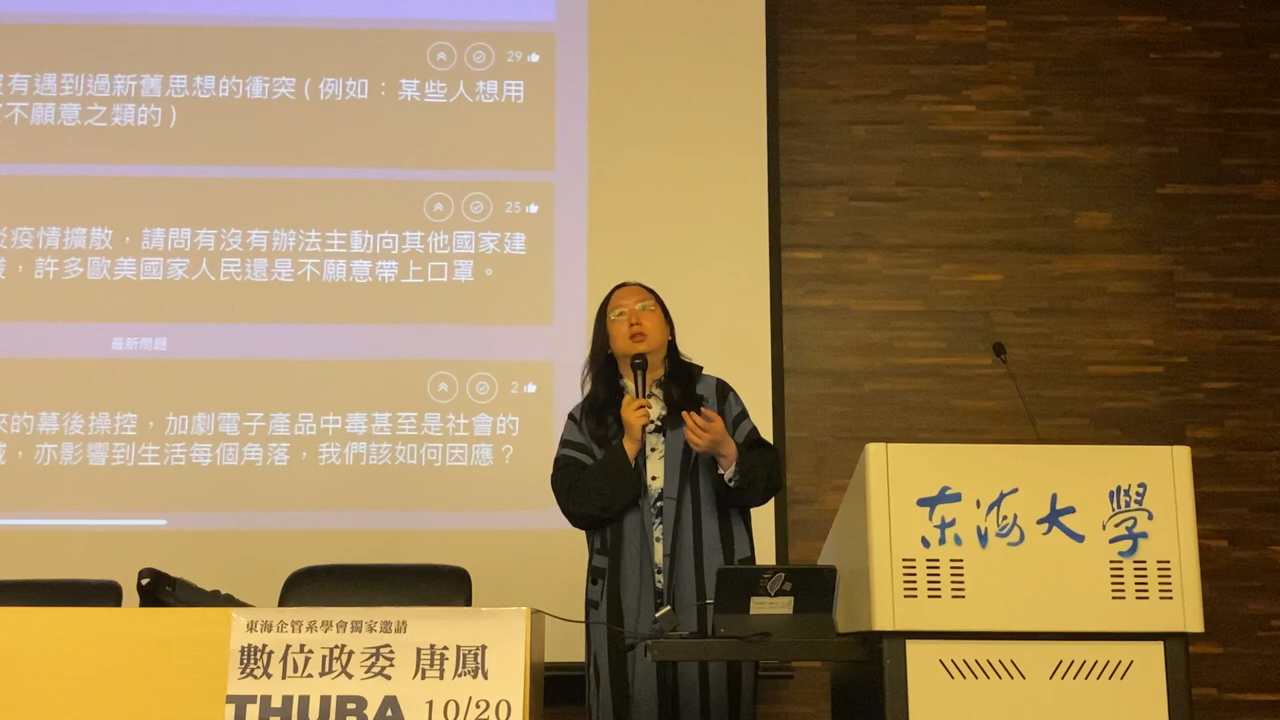 29
有遇到過新舊思想的衝突(例如：某些人想用
不願意之類的)
25
疫情擴散，請問有沒有辦法主動向其他國家建
，許多歐美國家人民還是不願意帶上口罩。
最新問題
2
的幕後操控，加劇電子產品中毒甚至是社會的
，亦影響到生活每個角落，我們該如何因應？
东海大學
東海企管系學會獨家邀請
數位政委 唐鳳
THUBA 10/20